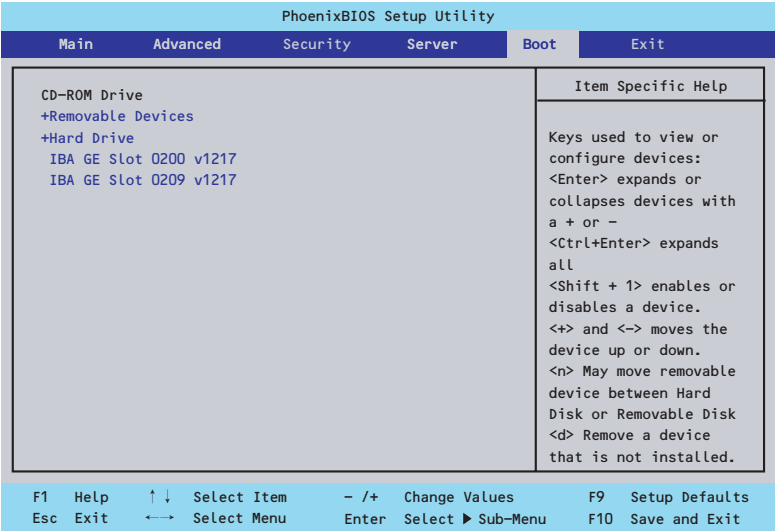 PhoenixBIOS Setup Utility
Main Advanced Security Server Boot Exit
CD-ROM Drive
+Removable Devices
+Hard Drive
IBA GE Slot 0200 v1217
IBA GE Slot 0209 v1217
Item Specific Help
Keys used to view or
configure devices:
<Enter> expands or
collapses devices with
a + or -
<Ctrl+Enter> expands
all
<Shift + 1> enables or
disables a device.
<+> and <-> moves the
device up or down.
<n> May move removable
device between Hard
Disk or Removable Disk
<d> Remove a device
that is not installed.
F1 Help ↑↓ Select Item - /+ Change Values F9 Setup Defaults
Esc Exit ←→ Select Menu Enter Select ▶ Sub-Menu F10 Save and Exit